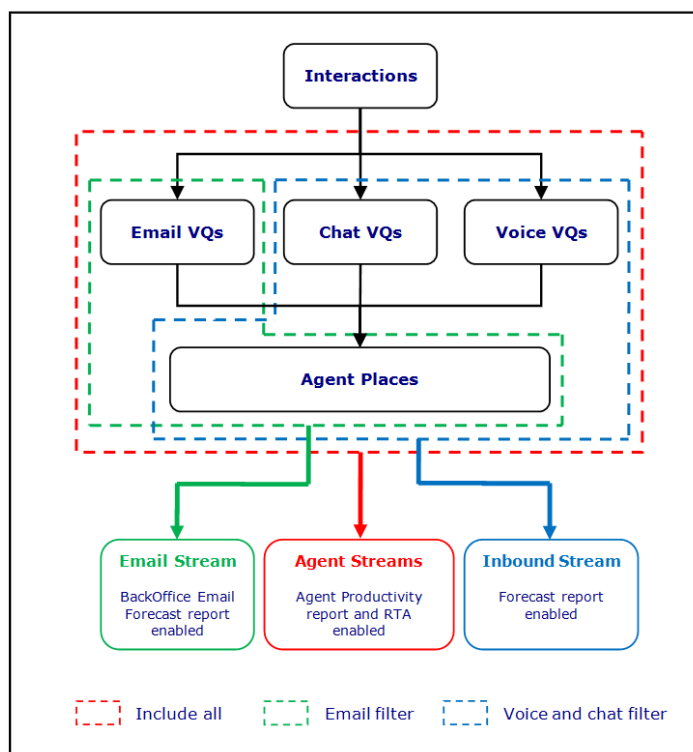 Interactions
Email VQs
Chat VQs
Voice VQs
Agent Places
Email Stream
BackOffice Email
Forecast report
enabled
Agent Streams
Agent Productivity
report and RTA
enabled
Inbound Stream
Forecast report
enabled
Include all
Email filter
Voice and chat filter